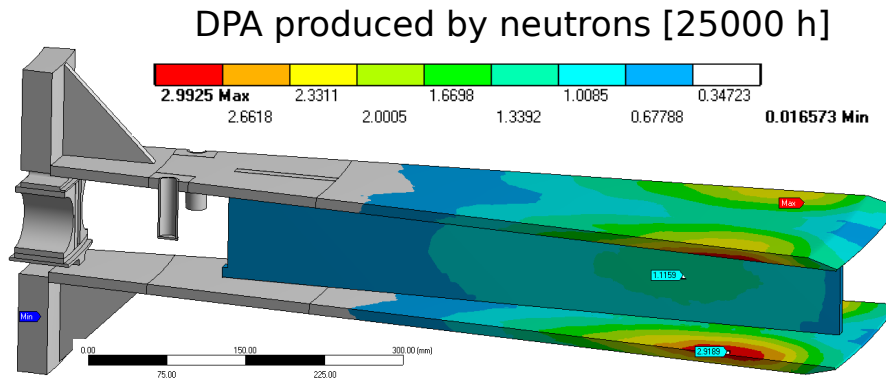 DPA produced by neutrons [25000 h]
2.9925 Max 2.3311 1.6698 1.0085 0.34723
2.6618 2.0005 1.3392 0.67788 0.016573 Min
Max
1.1159
Min
2.9189
0.00 150.00 300.00 (mm)
75.00 225.00